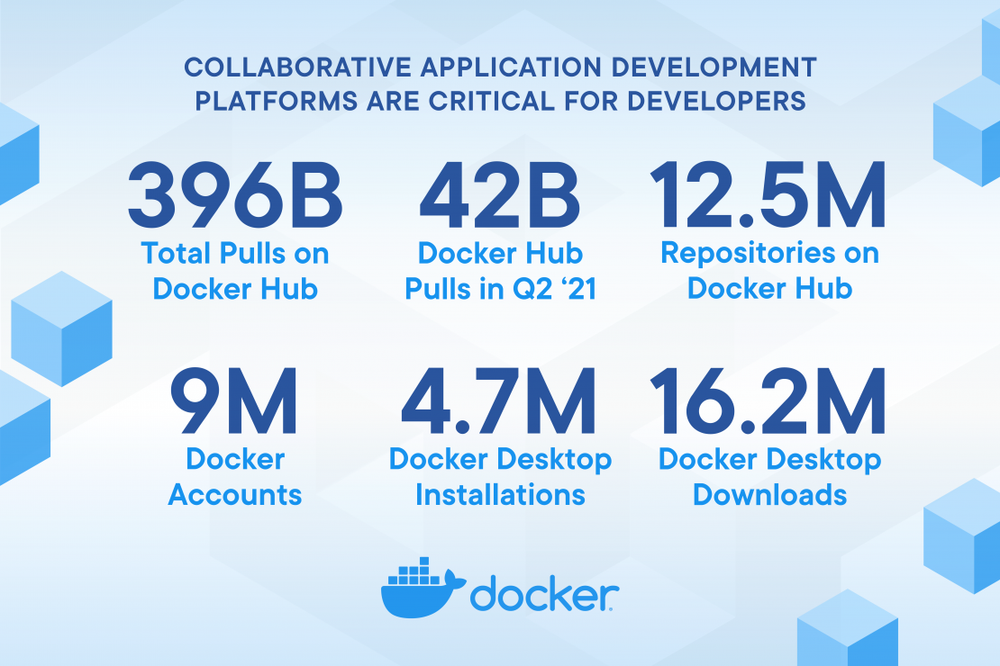 COLLABORATIVE APPLICATION DEVELOPMENT
PLATFORMS ARE CRITICAL FOR DEVELOPERS
396B
Total Pulls on
Docker Hub
42B
Docker Hub
Pulls in Q2 ‘21
12.5M
Repositories on
Docker Hub
9M
Docker
Accounts
4.7M
Docker Desktop
Installations
16.2M
Docker Desktop
Downloads
docker